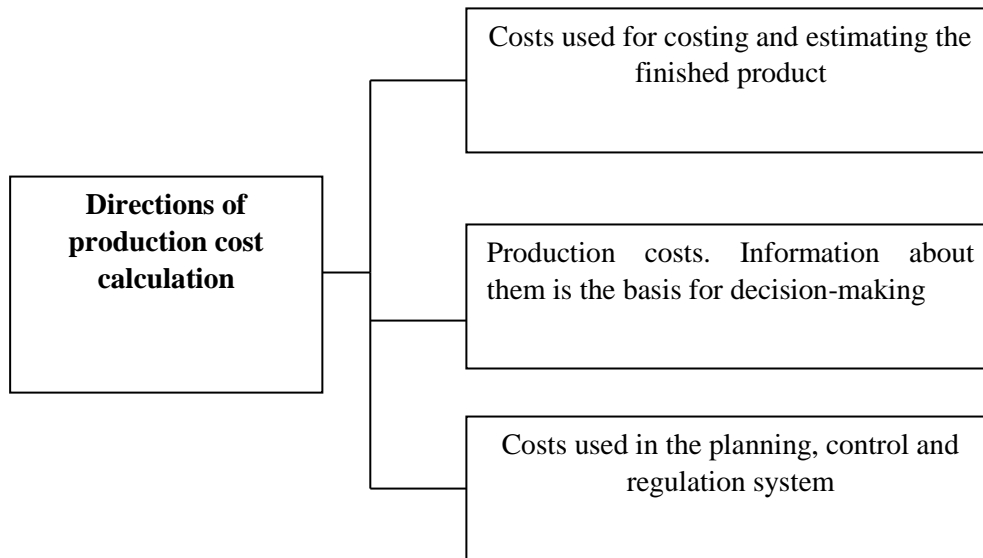 Costs used for costing and estimating the
finished product
Directions of
production cost
calculation
Production costs. Information about
them is the basis for decision-making
Costs used in the planning, control and
regulation system